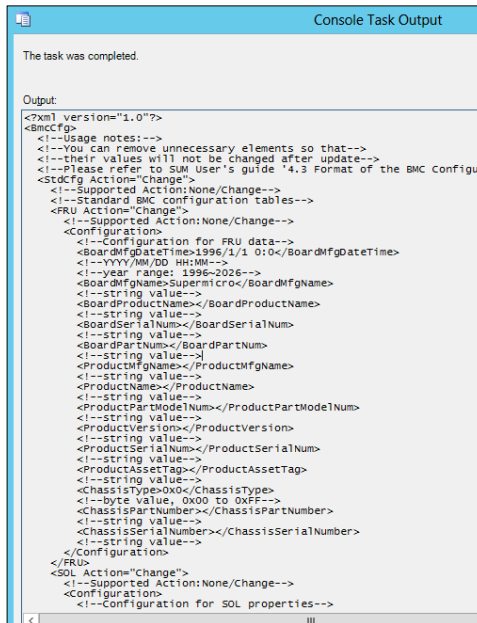 Console Task Output
The task was completed.
Output:
<?xml version="1.0"?>
<BmcCfg>
<!--Usage notes:-->
<!--You can remove unnecessary elements so that-->
<!--their values will not be changed after update-->
<!--Please refer to SUM User's guide '4.3 Format of the BMC Configu
<StdCfg Action="Change">
<!--Supported Action:None/Change-->
<!--Standard BMC configuration tables-->
<FRU Action="Change">
<!--Supported Action:None/Change-->
<Configuration>
<!--Configuration for FRU data-->
<BoardMfgDateTime>1996/1/1 0:0</BoardMfgDateTime>
<!--YYYY/MM/DD HH:MM-->
<!--year range: 1996~2026-->
<BoardMfgName>Supermicro</BoardMfgName>
<!--string value-->
<BoardProductName></BoardProductName>
<!--string value-->
<BoardSerialNum></BoardSerialNum>
<!--string value-->
<BoardPartNum></BoardPartNum>
<!--string value-->
<ProductMfgName></ProductMfgName>
<!--string value-->
<ProductName></ProductName>
<!--string value-->
<ProductPartModelNum></ProductPartModelNum>
<!--string value-->
<ProductVersion></ProductVersion>
<!--string value-->
<ProductSerialNum></ProductSerialNum>
<!--string value-->
<ProductAssetTag></ProductAssetTag>
<!--string value-->
<ChassisType>0x0</ChassisType>
<!--byte value, 0x00 to 0xFF-->
<ChassisPartNumber></ChassisPartNumber>
<!--string value-->
<ChassisSerialNumber></ChassisSerialNumber>
<!--string value-->
</Configuration>
</FRU>
<SOL Action="Change">
<!--Supported Action:None/Change-->
<Configuration>
<!--Configuration for SOL properties-->